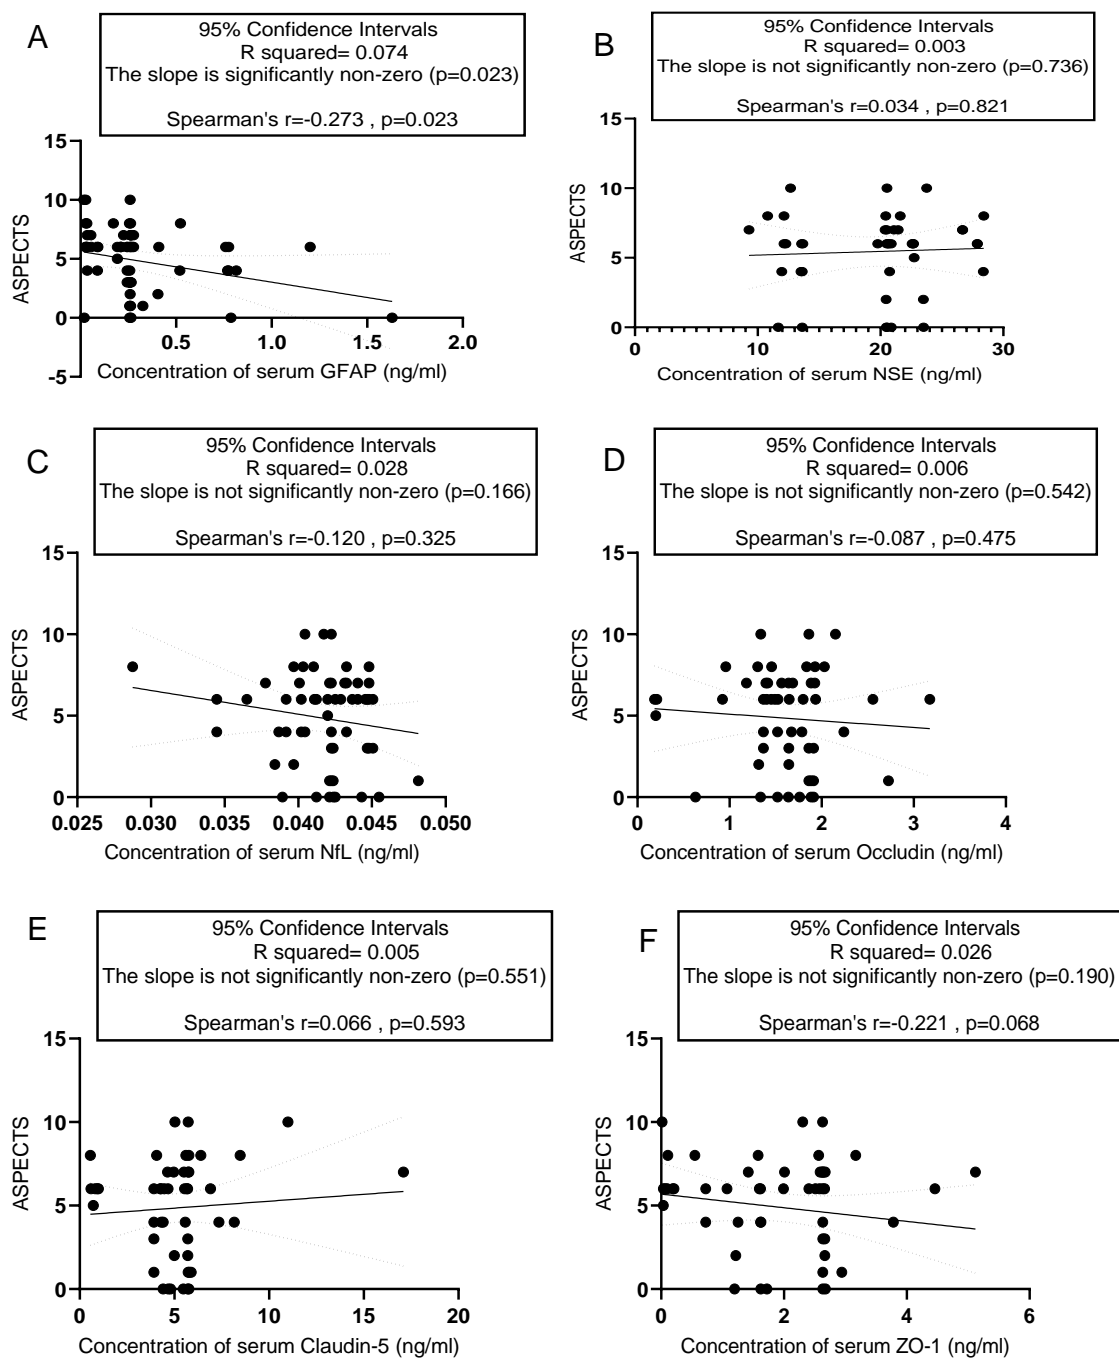 A
95% Confidence Intervals
R squared= 0.074
The slope is significantly non-zero (p=0.023)
Spearman's r=-0.273 , p=0.023
15
10
5
0
-5
ASPECTS
0.5 1.0 1.5 2.0
Concentration of serum GFAP (ng/ml)
B
95% Confidence Intervals
R squared= 0.003
The slope is not significantly non-zero (p=0.736)
Spearman's r=0.034 , p=0.821
15
10
5
0
ASPECTS
0 10 20 30
Concentration of serum NSE (ng/ml)
C
95% Confidence Intervals
R squared= 0.028
The slope is not significantly non-zero (p=0.166)
Spearman's r=-0.120 , p=0.325
15
10
5
0
ASPECTS
0.025 0.030 0.035 0.040 0.045 0.050
Concentration of serum NfL (ng/ml)
D
95% Confidence Intervals
R squared= 0.006
The slope is not significantly non-zero (p=0.542)
Spearman's r=-0.087 , p=0.475
15
10
5
0
ASPECTS
0 1 2 3 4
Concentration of serum Occludin (ng/ml)
E
95% Confidence Intervals
R squared= 0.005
The slope is not significantly non-zero (p=0.551)
Spearman's r=0.066 , p=0.593
15
10
5
0
ASPECTS
0 5 10 15 20
Concentration of serum Claudin-5 (ng/ml)
F
95% Confidence Intervals
R squared= 0.026
The slope is not significantly non-zero (p=0.190)
Spearman's r=-0.221 , p=0.068
15
10
5
0
ASPECTS
0 2 4 6
Concentration of serum ZO-1 (ng/ml)